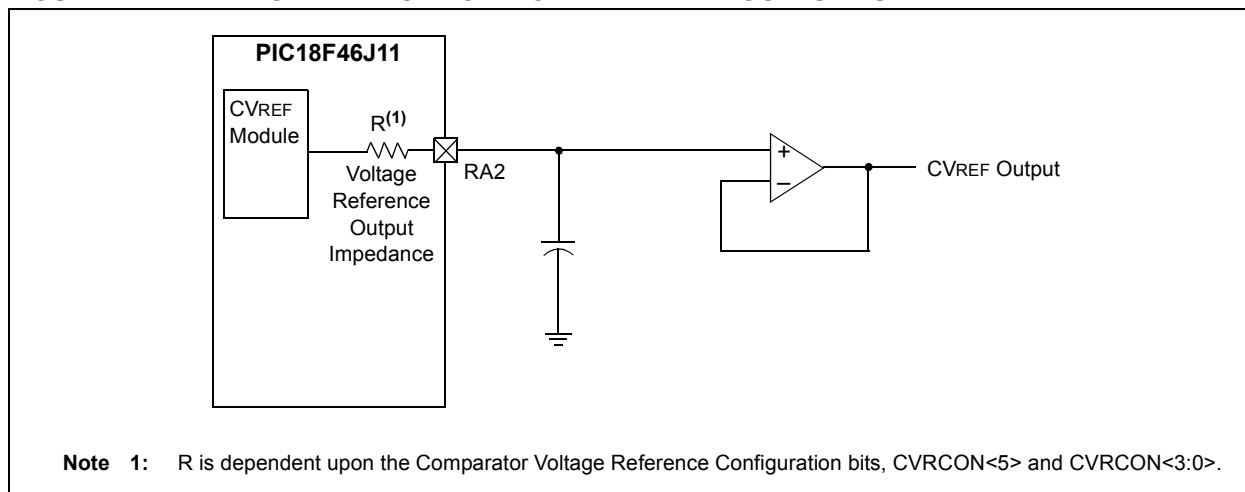 PIC18F46J11
CVREF
Module
R(1)
Voltage
Reference
Output
Impedance
RA2
+
–
CVREF Output
Note 1: R is dependent upon the Comparator Voltage Reference Configuration bits, CVRCON<5> and CVRCON<3:0>.